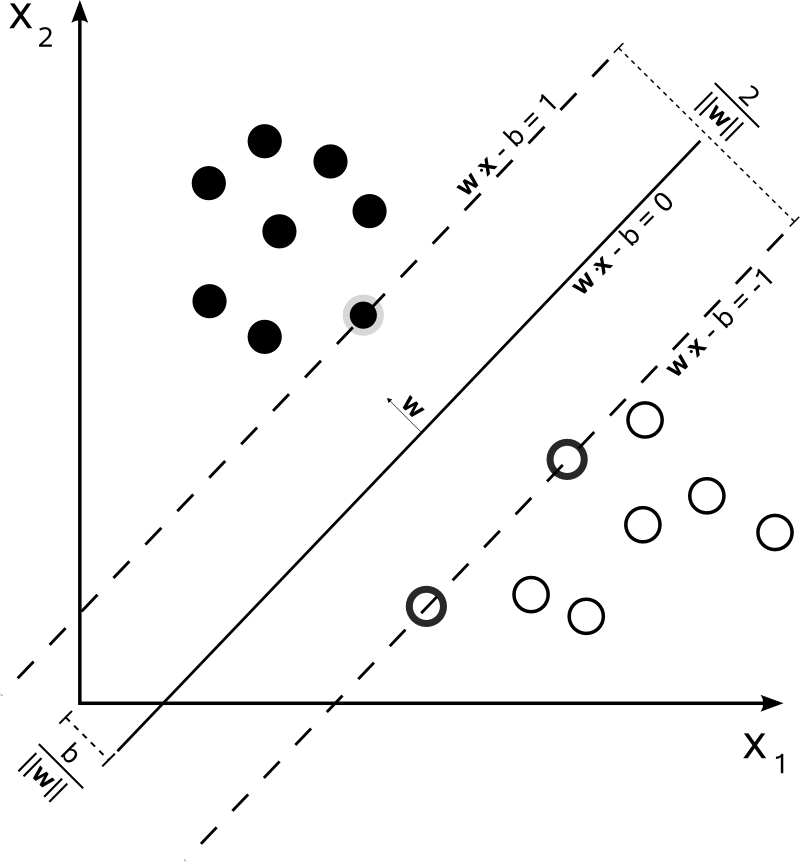 X2
w·x - b = 1
2
||w||
w·x - b = 0
w·x - b = -1
w
b
||w||
X1